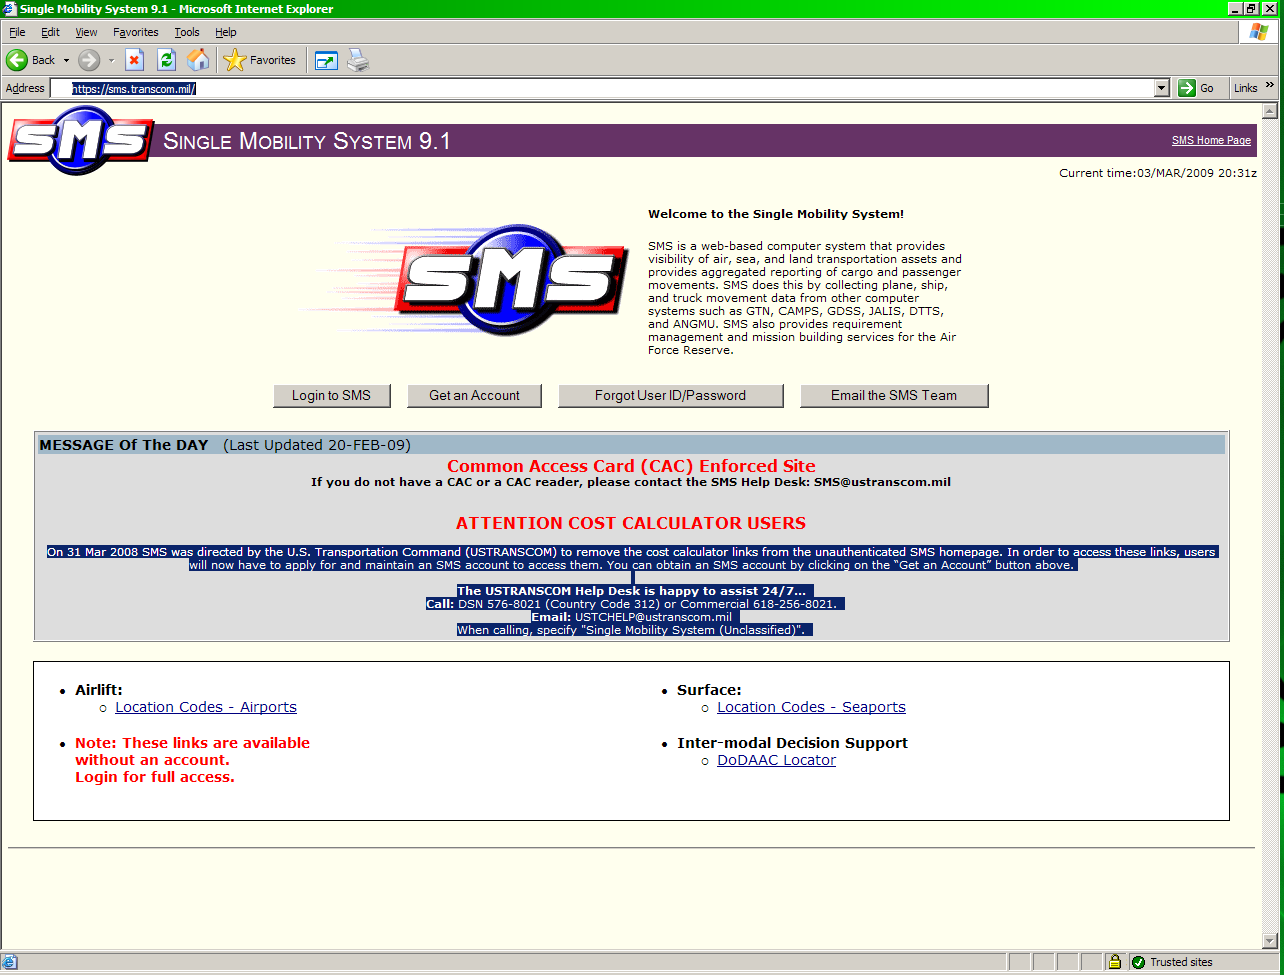 Single Mobility System 9.1 - Microsoft Internet Explorer
File Edit View Favorites Tools Help
Back Favorites
Address https://sms.transcom.mil/ Go Links »
SMS SINGLE MOBILITY SYSTEM 9.1 SMS Home Page
Current time:03/MAR/2009 20:31z
SMS
Welcome to the Single Mobility System!
SMS is a web-based computer system that provides
visibility of air, sea, and land transportation assets and
provides aggregated reporting of cargo and passenger
movements. SMS does this by collecting plane, ship,
and truck movement data from other computer
systems such as GTN, CAMPS, GDSS, JALIS, DTTS,
and ANGMU. SMS also provides requirement
management and mission building services for the Air
Force Reserve.
Login to SMS Get an Account Forgot User ID/Password Email the SMS Team
MESSAGE Of The DAY (Last Updated 20-FEB-09)
Common Access Card (CAC) Enforced Site
If you do not have a CAC or a CAC reader, please contact the SMS Help Desk: SMS@ustranscom.mil
ATTENTION COST CALCULATOR USERS
On 31 Mar 2008 SMS was directed by the U.S. Transportation Command (USTRANSCOM) to remove the cost calculator links from the unauthenticated SMS homepage. In order to access these links, users
will now have to apply for and maintain an SMS account to access them. You can obtain an SMS account by clicking on the “Get an Account” button above.
The USTRANSCOM Help Desk is happy to assist 24/7...
Call: DSN 576-8021 (Country Code 312) or Commercial 618-256-8021.
Email: USTCHELP@ustranscom.mil
When calling, specify "Single Mobility System (Unclassified)".
Airlift:
Location Codes - Airports
Note: These links are available
without an account.
Login for full access.
Surface:
Location Codes - Seaports
Inter-modal Decision Support
DoDAAC Locator
Trusted sites